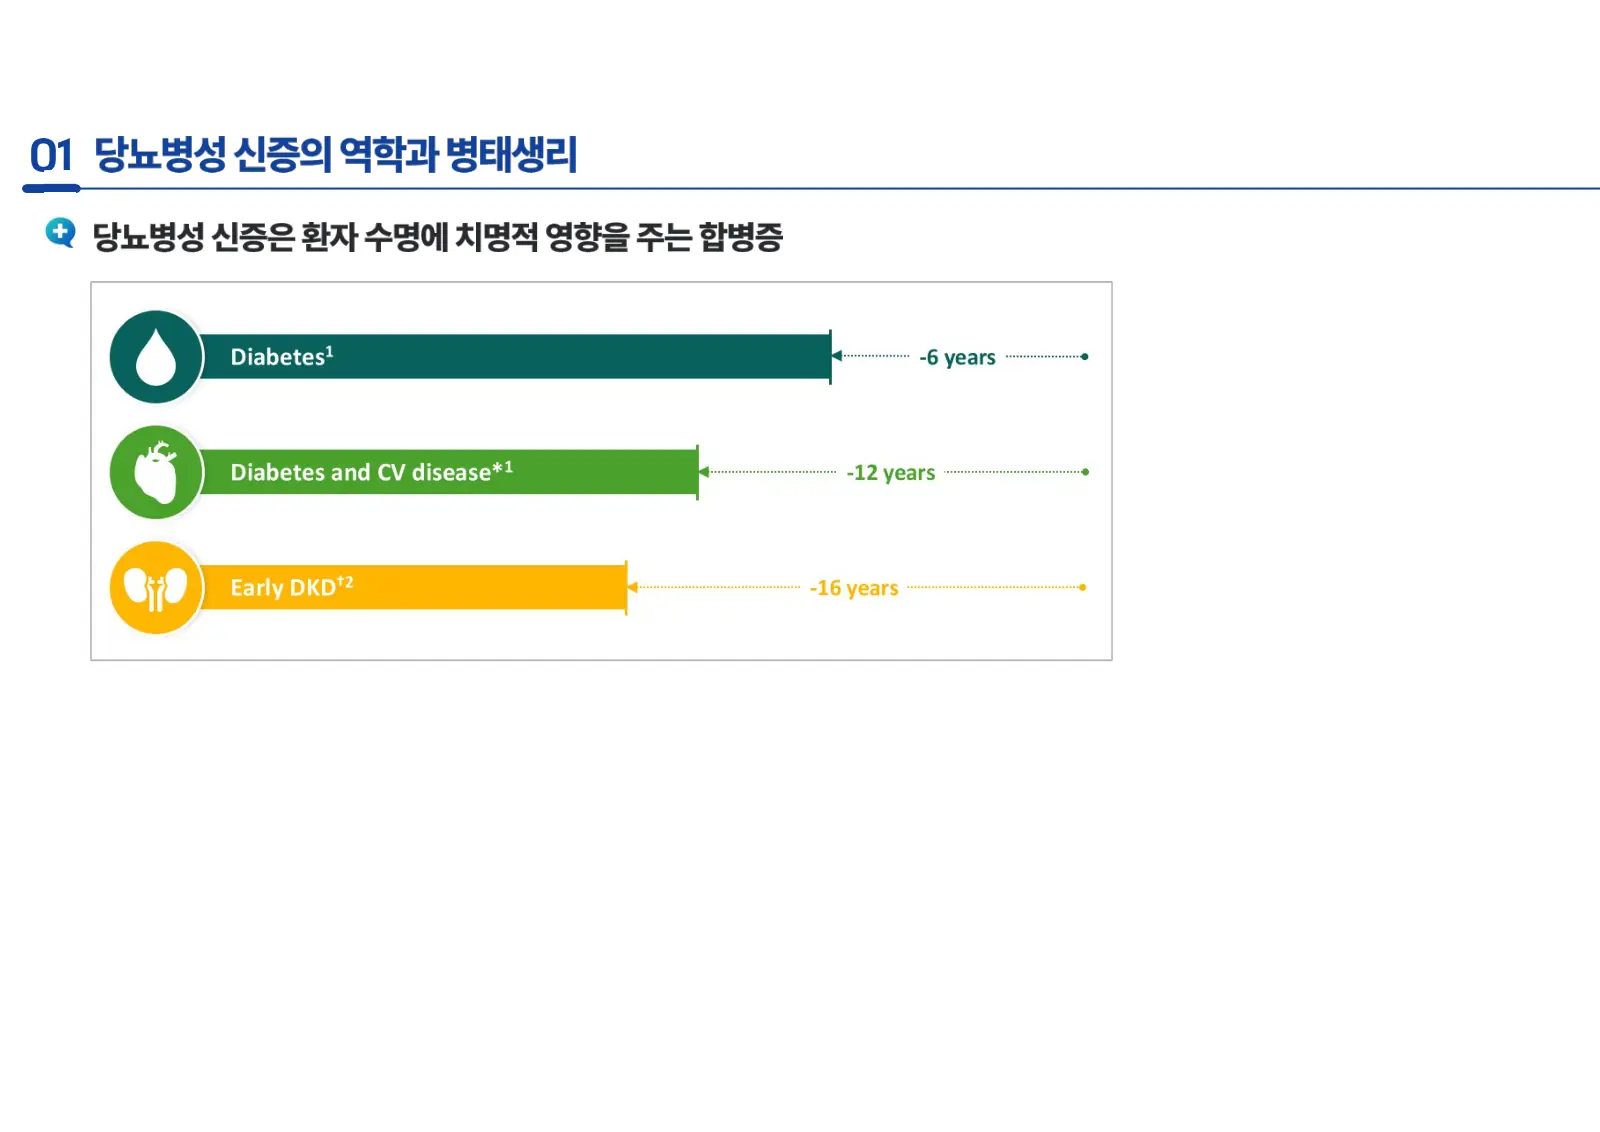 01 당뇨병성 신증의 역학과 병태생리
당뇨병성 신증은 환자 수명에 치명적 영향을 주는 합병증
Diabetes¹ -6 years
Diabetes and CV disease*¹ -12 years
Early DKD†² -16 years